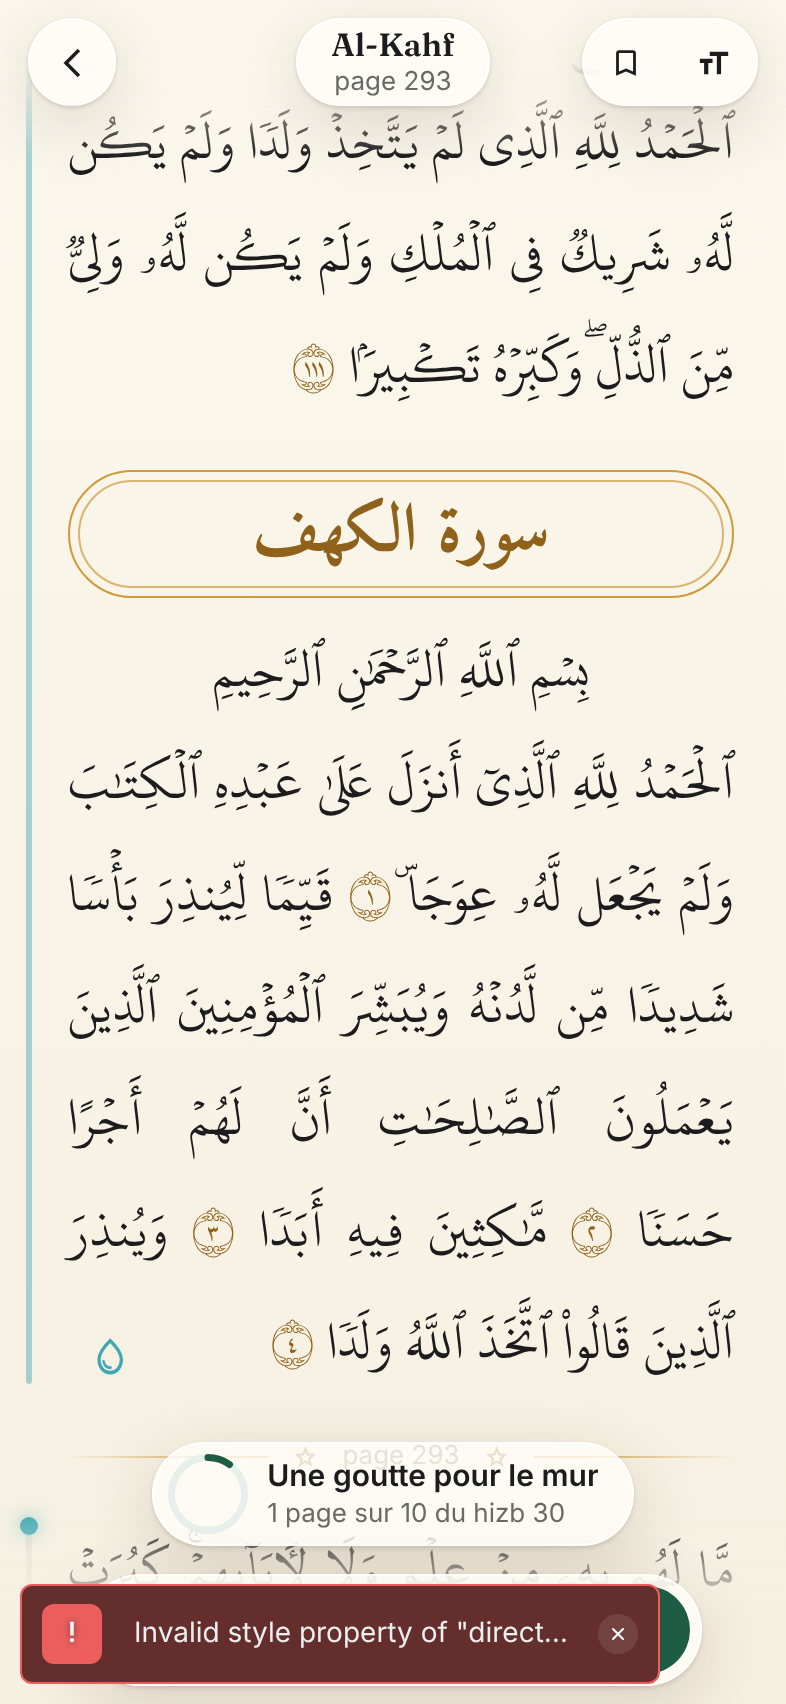 Al-Kahf
page 293
ٱلْحَمْدُ لِلَّهِ ٱلَّذِى لَمْ يَتَّخِذْ وَلَدًا وَلَمْ يَكُن
لَّهُۥ شَرِيكٌ فِى ٱلْمُلْكِ وَلَمْ يَكُن لَّهُۥ وَلِىٌّ
مِّنَ ٱلذُّلِّ ۖ وَكَبِّرْهُ تَكْبِيرًۢا ١١١
سورة الكهف
بِسْمِ ٱللَّهِ ٱلرَّحْمَٰنِ ٱلرَّحِيمِ
ٱلْحَمْدُ لِلَّهِ ٱلَّذِىٓ أَنزَلَ عَلَىٰ عَبْدِهِ ٱلْكِتَٰبَ
وَلَمْ يَجْعَل لَّهُۥ عِوَجَاۜ ١ قَيِّمًا لِّيُنذِرَ بَأْسًا
شَدِيدًا مِّن لَّدُنْهُ وَيُبَشِّرَ ٱلْمُؤْمِنِينَ ٱلَّذِينَ
يَعْمَلُونَ ٱلصَّٰلِحَٰتِ أَنَّ لَهُمْ أَجْرًا
حَسَنًا ٢ مَّٰكِثِينَ فِيهِ أَبَدًا ٣ وَيُنذِرَ
ٱلَّذِينَ قَالُوا۟ ٱتَّخَذَ ٱللَّهُ وَلَدًا ٤
page 293
Une goutte pour le mur
1 page sur 10 du hizb 30
مَّا لَهُم بِهِۦ مِنْ عِلْمٍ وَلَا لِـَٔابَآئِهِمْ ۚ كَبُرَتْ
! Invalid style property of "direct...